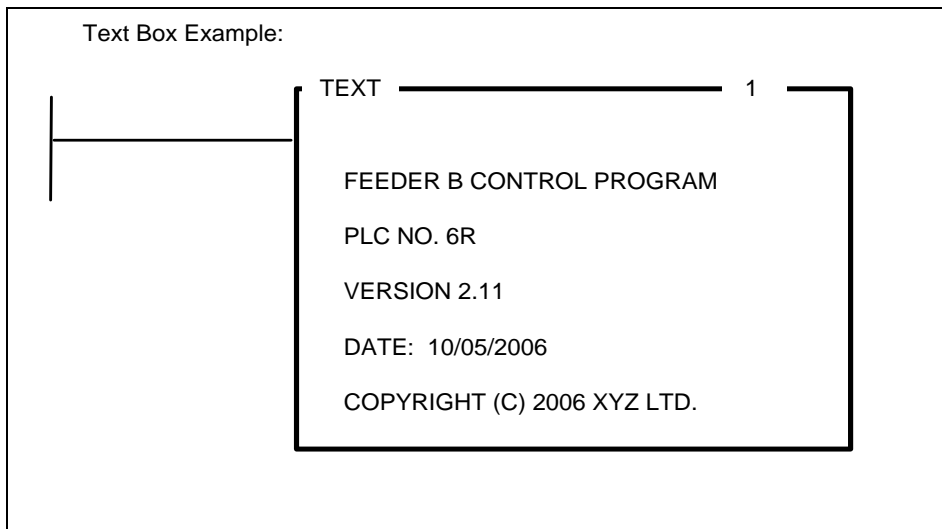 Text Box Example:
TEXT 1
FEEDER B CONTROL PROGRAM
PLC NO. 6R
VERSION 2.11
DATE: 10/05/2006
COPYRIGHT (C) 2006 XYZ LTD.